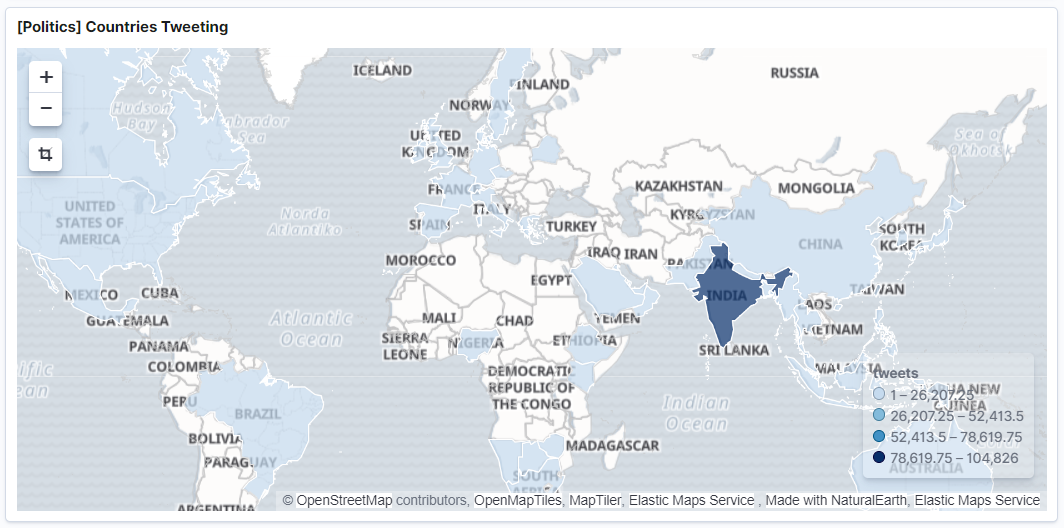 [Politics] Countries Tweeting
+
−
ICELAND
RUSSIA
FINLAND
Hudson
Bay
NORWAY
Sea
UNITED
KINGDOM
KAZAKHSTAN
MONGOLIA
FRANCE
UNITED
STATES OF
AMERICA
Norda
Atlantiko
ITALY
KYRGYZSTAN
SPAIN
TURKEY
SOUTH
KOREA
CHINA
IRAQ
IRAN
MOROCCO
PAKISTAN
EGYPT
MEXICO
CUBA
INDIA
TAIWAN
LAOS
GUATEMALA
Atlantic
Ocean
MALI
CHAD
YEMEN
VIETNAM
SIERRA
LEONE
NIGERIA
ETHIOPIA
PANAMA
SRI LANKA
COLOMBIA
DEMOCRATIC
REPUBLIC OF
THE CONGO
MALAYSIA
tweets
1 – 26,207.25
26,207.25 – 52,413.5
52,413.5 – 78,619.75
78,619.75 – 104,826
PERU
BRAZIL
Indian
Ocean
BOLIVIA
MADAGASCAR
PARAGUAY
SOUTH
AFRICA
AUSTRALIA
ARGENTINA
© OpenStreetMap contributors, OpenMapTiles, MapTiler, Elastic Maps Service , Made with NaturalEarth, Elastic Maps Service